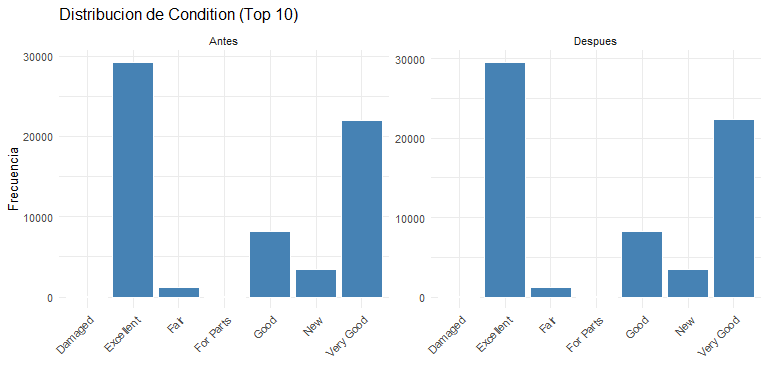 Distribucion de Condition (Top 10)
Antes
Despues
Frecuencia
30000
20000
10000
0
Damaged
Excellent
Fair
For Parts
Good
New
Very Good
30000
20000
10000
0
Damaged
Excellent
Fair
For Parts
Good
New
Very Good